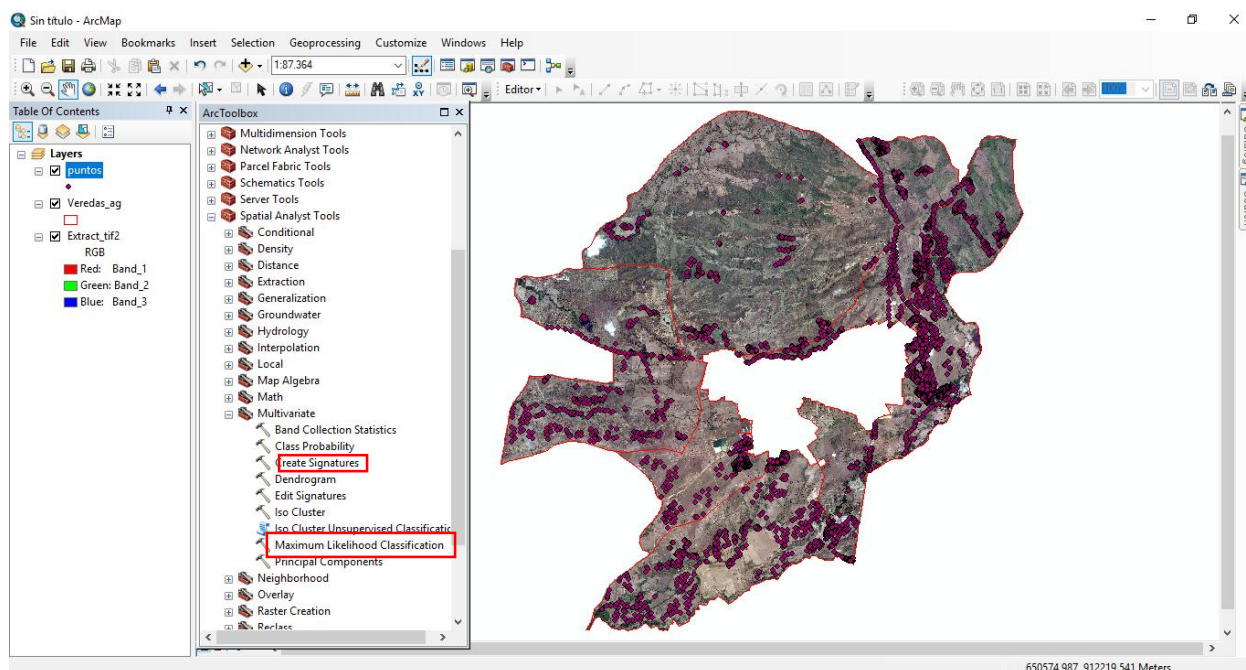 Sin título - ArcMap
File Edit View Bookmarks Insert Selection Geoprocessing Customize Windows Help
1:87.364
Editor
100%
Table Of Contents
ArcToolbox
Layers
puntos
Veredas_ag
Extract_tif2
RGB
Red: Band_1
Green: Band_2
Blue: Band_3
Multidimension Tools
Network Analyst Tools
Parcel Fabric Tools
Schematics Tools
Server Tools
Spatial Analyst Tools
Conditional
Density
Distance
Extraction
Generalization
Groundwater
Hydrology
Interpolation
Local
Map Algebra
Math
Multivariate
Band Collection Statistics
Class Probability
Create Signatures
Dendrogram
Edit Signatures
Iso Cluster
Iso Cluster Unsupervised Classificatic
Maximum Likelihood Classification
Principal Components
Neighborhood
Overlay
Raster Creation
Reclass
650574,987 912219,541 Meters